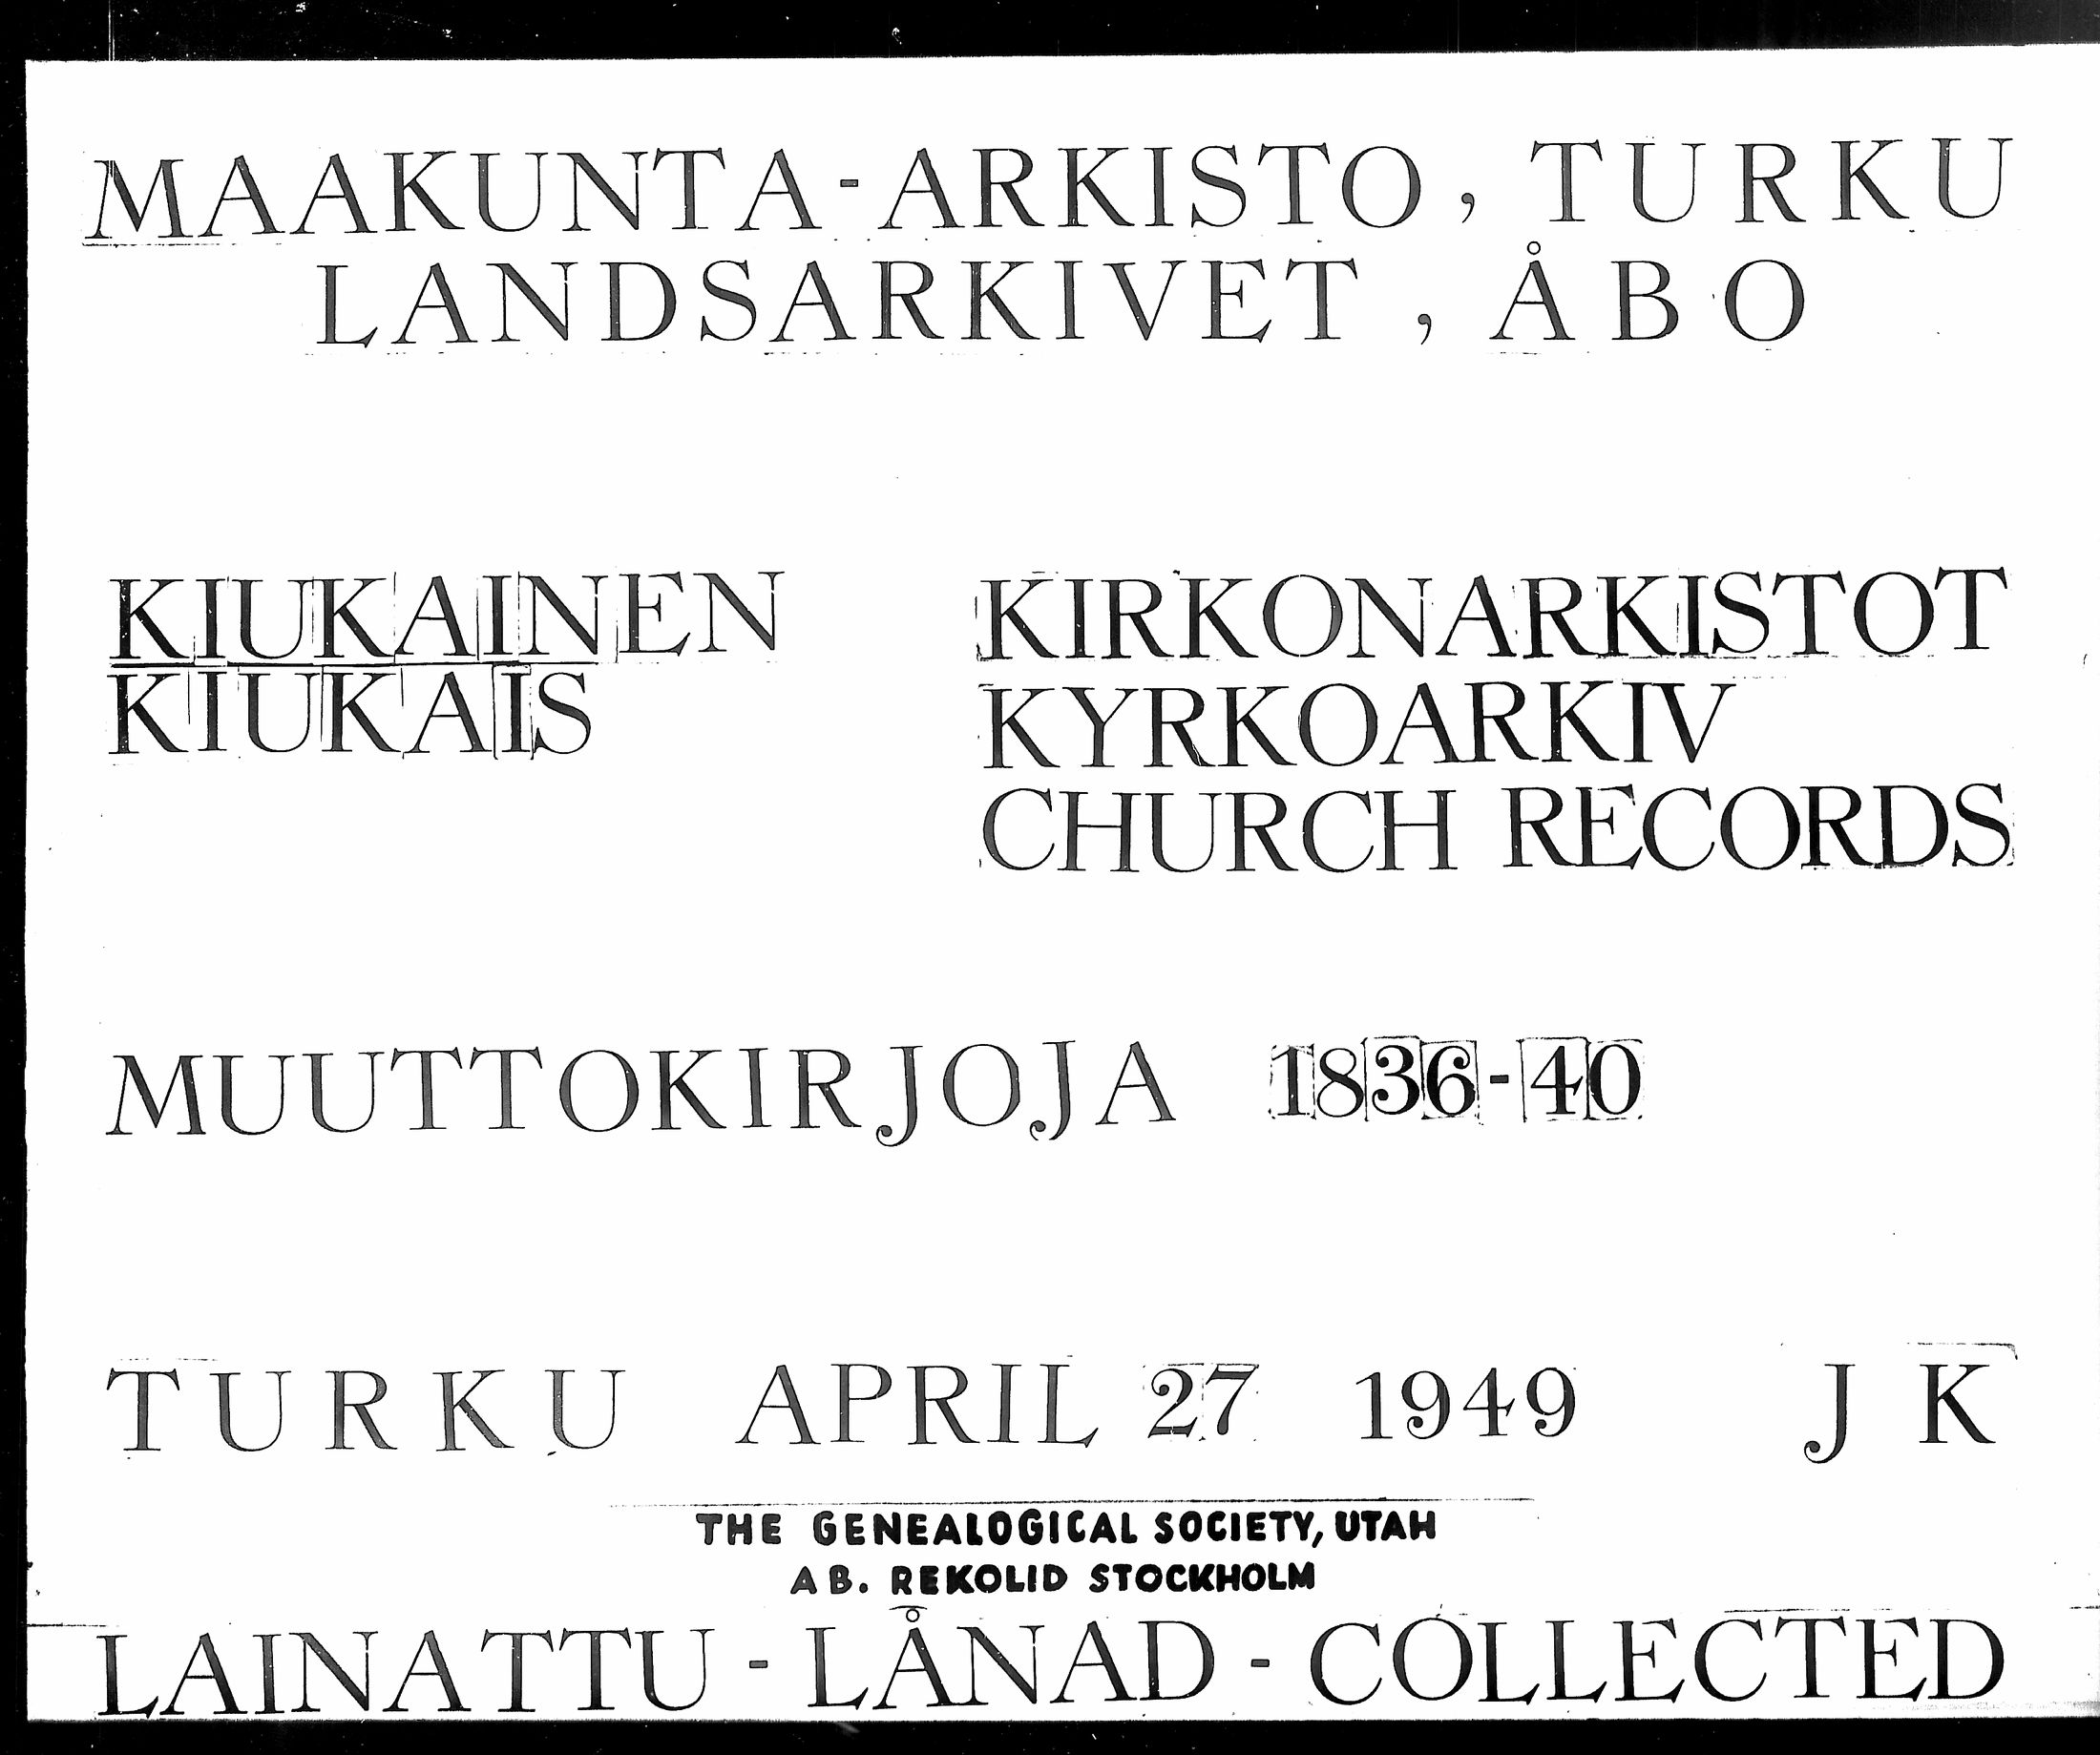 MAAKUNTA-ARKISTO, TURKU
LANDSARKIVET, ÅBO
KIUKAINEN
KIUKAIS
KIRKONARKISTOT
KYRKOARKIV
CHURCH RECORDS
MUUTTOKIRJOJA 1836-40
TURKU APRIL 27 1949 J K
THE GENEALOGICAL SOCIETY, UTAH
AB. REKOLID STOCKHOLM
LAINATTU - LÅNAD - COLLECTED